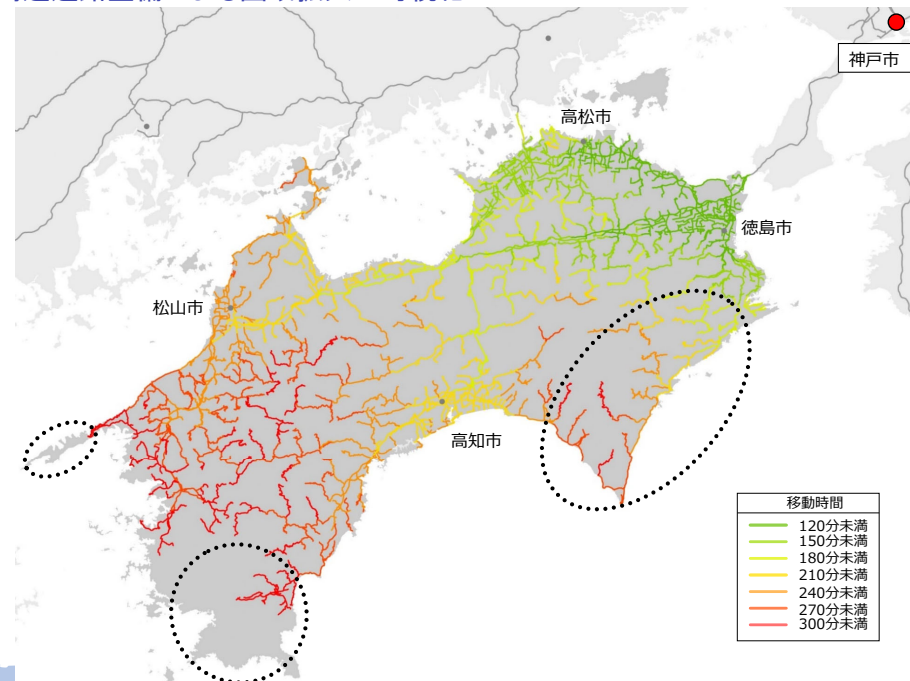 神戸市
高松市
徳島市
松山市
高知市
移動時間
120分未満
150分未満
180分未満
210分未満
240分未満
270分未満
300分未満